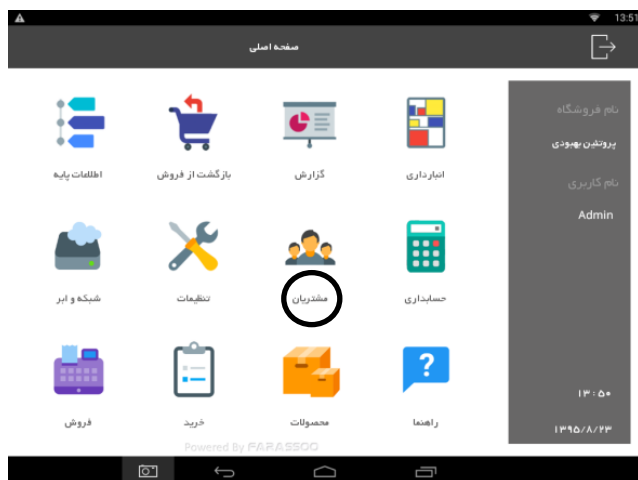 13:51
صفحه اصلی
نام فروشگاه
پروتئین بهبودی
نام کاربری
Admin
انبارداری
گزارش
بازگشت از فروش
اطلاعات پایه
حسابداری
مشتریان
تنظیمات
شبکه و ابر
?
راهنما
محصولات
خرید
فروش
۱۳:۵۰
۱۳۹۵/۸/۲۳
Powered By FARASSOO